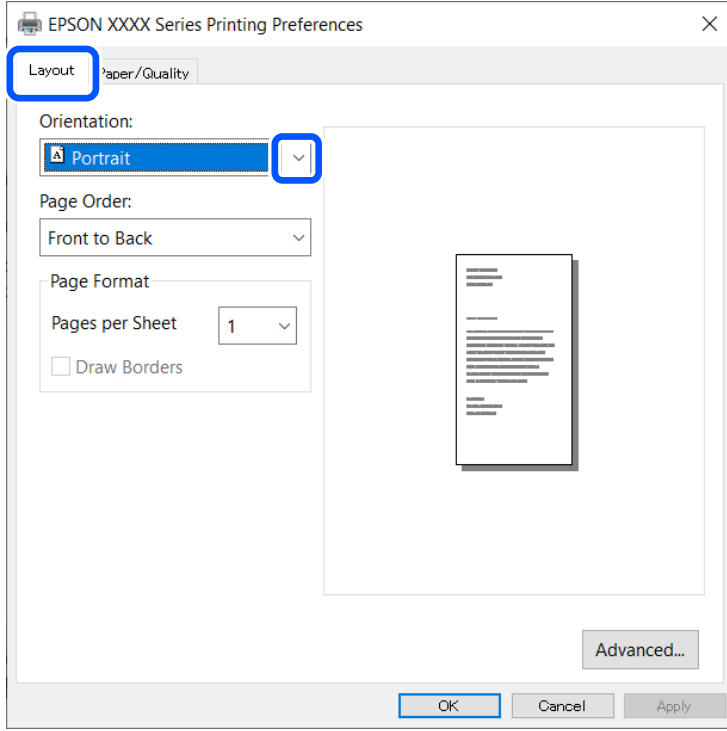 EPSON XXXX Series Printing Preferences
Layout
Paper/Quality
Orientation:
A Portrait
Page Order:
Front to Back
Page Format
Pages per Sheet 1
Draw Borders
Advanced...
OK Cancel Apply